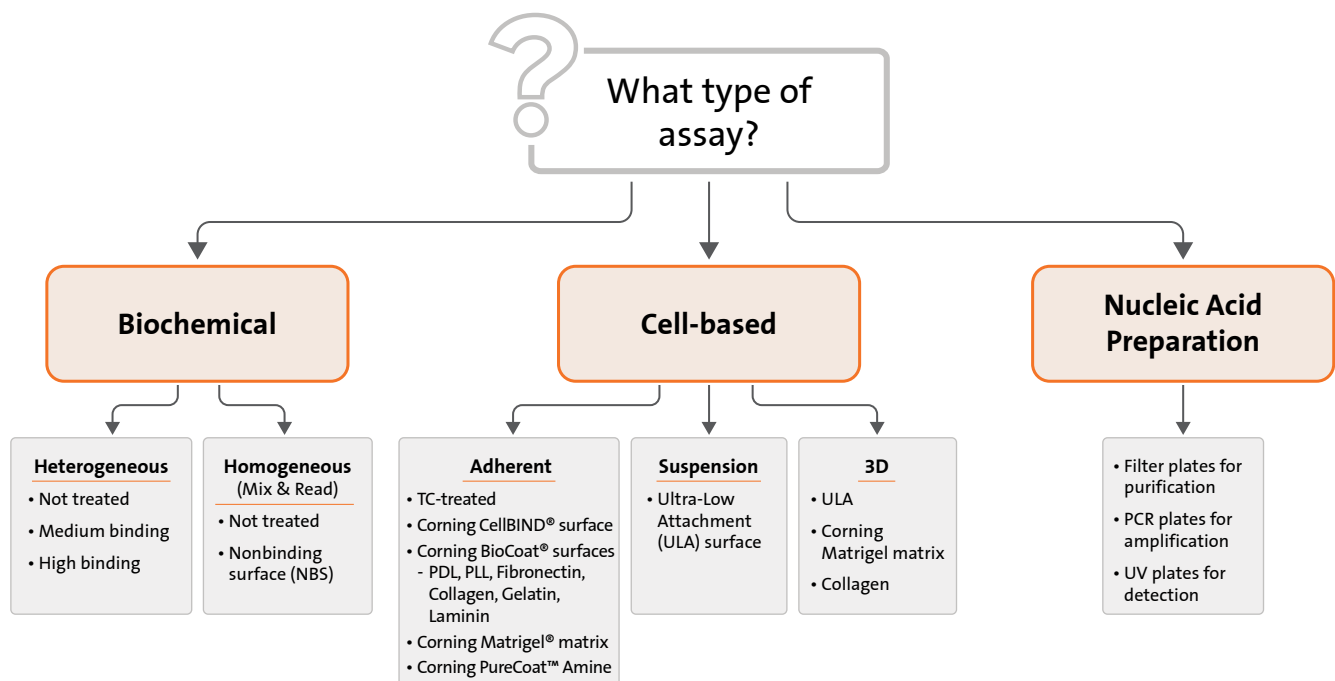 What type of
assay?
Biochemical
Cell-based
Nucleic Acid
Preparation
Heterogeneous
• Not treated
• Medium binding
• High binding
Homogeneous
(Mix & Read)
• Not treated
• Nonbinding
surface (NBS)
Adherent
• TC-treated
• Corning CellBIND® surface
• Corning BioCoat® surfaces
- PDL, PLL, Fibronectin,
Collagen, Gelatin,
Laminin
• Corning Matrigel® matrix
• Corning PureCoat™ Amine
Suspension
• Ultra-Low
Attachment
(ULA) surface
3D
• ULA
• Corning
Matrigel matrix
• Collagen
• Filter plates for
purification
• PCR plates for
amplification
• UV plates for
detection